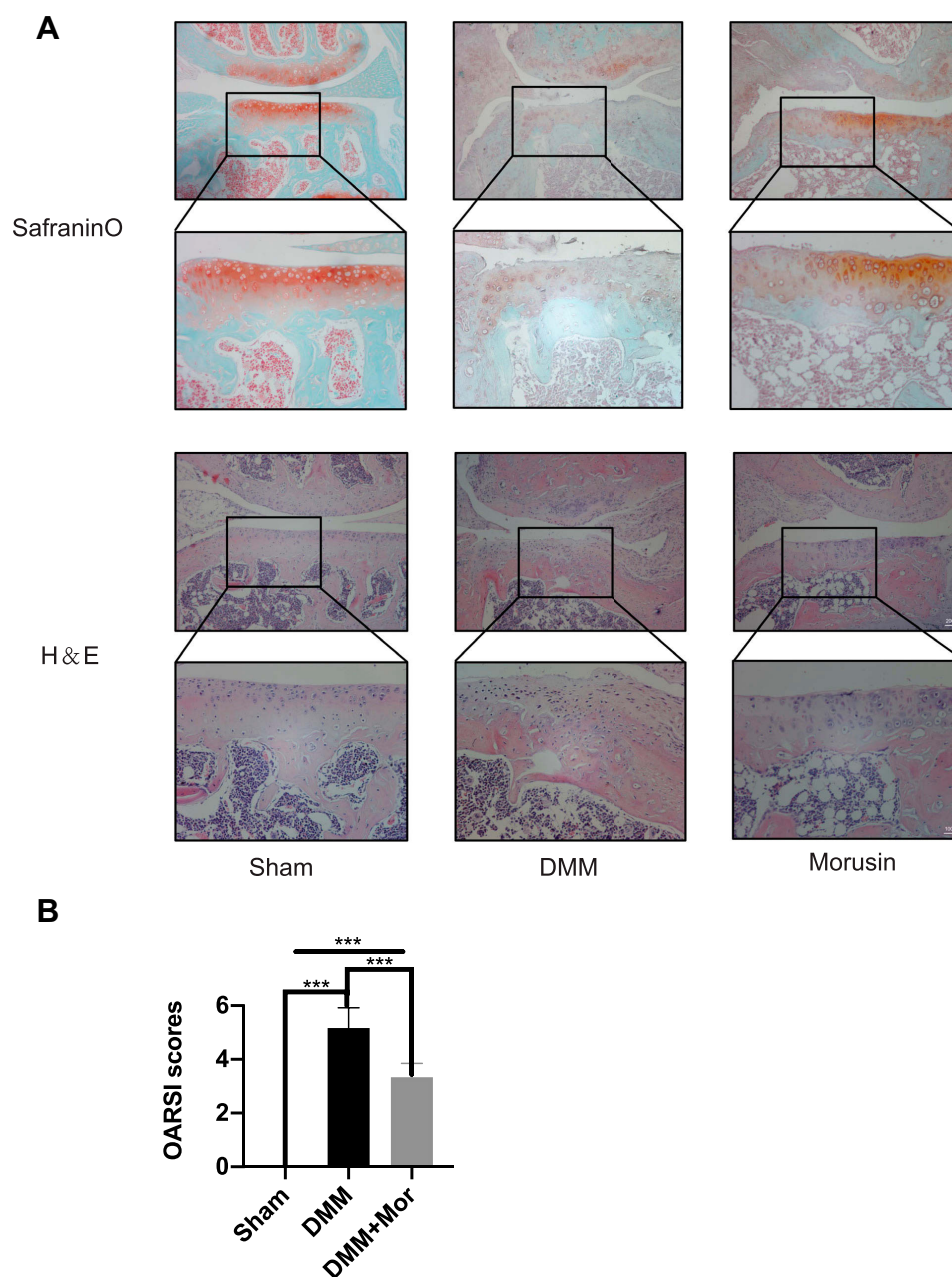 A
SafraninO
H&E
Sham DMM Morusin
B
***
*** ***
OARSI scores
6
4
2
0
Sham
DMM
DMM+Mor